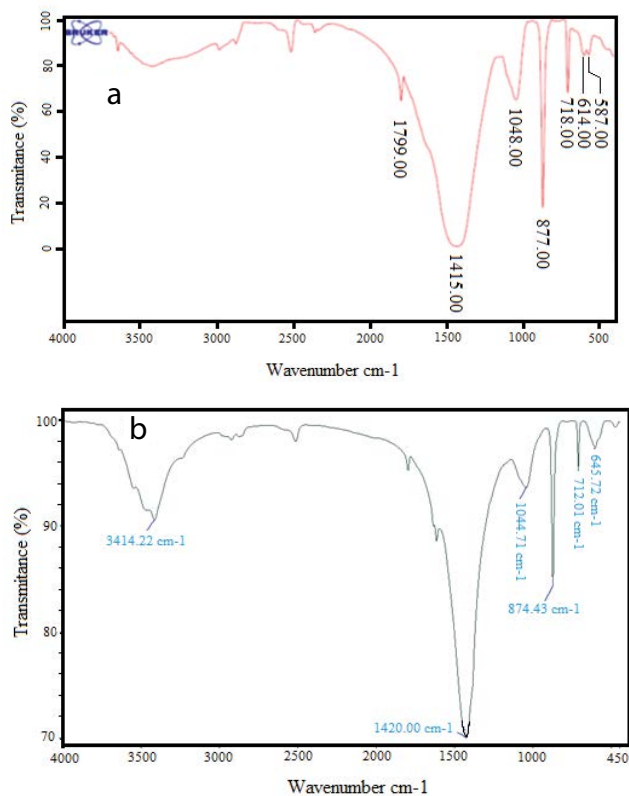 100
BRUKER
a
80
60
40
20
0
Transmitance (%)
1799.00
1415.00
1048.00
877.00
718.00
614.00
587.00
4000
3000
2500
2000
1500
1000
500
Wavenumber cm-1
100
b
90
80
70
Transmitance (%)
3414.22 cm-1
1420.00 cm-1
1044.71 cm-1
874.43 cm-1
712.01 cm-1
645.72 cm-1
4000
3500
3000
2500
2000
1500
1000
450
Wavenumber cm-1